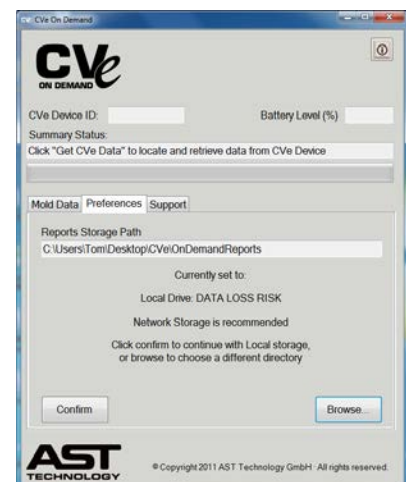 CVe On Demand
CVe
ON DEMAND
CVe Device ID:
Battery Level (%)
Summary Status:
Click "Get CVe Data" to locate and retrieve data from CVe Device
Mold Data Preferences Support
Reports Storage Path
C:\Users\Tom\Desktop\CVe\OnDemandReports
Currently set to:
Local Drive: DATA LOSS RISK
Network Storage is recommended
Click confirm to continue with Local storage,
or browse to choose a different directory
Confirm
Browse...
AST
TECHNOLOGY
© Copyright 2011 AST Technology GmbH All rights reserved.